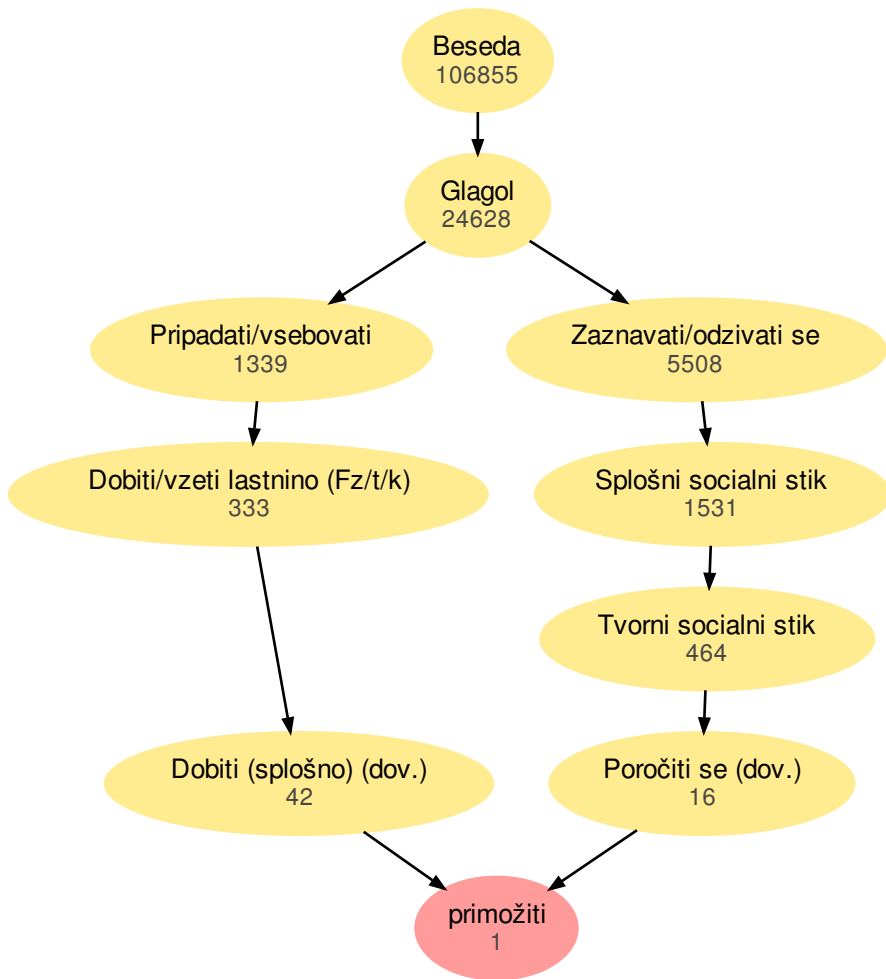 Beseda
106855
Glagol
24628
Pripadati/vsebovati
1339
Zaznavati/odzivati se
5508
Dobiti/vzeti lastnino (Fz/t/k)
333
Splošni socialni stik
1531
Tvorni socialni stik
464
Dobiti (splošno) (dov.)
42
Poročiti se (dov.)
16
primožiti
1